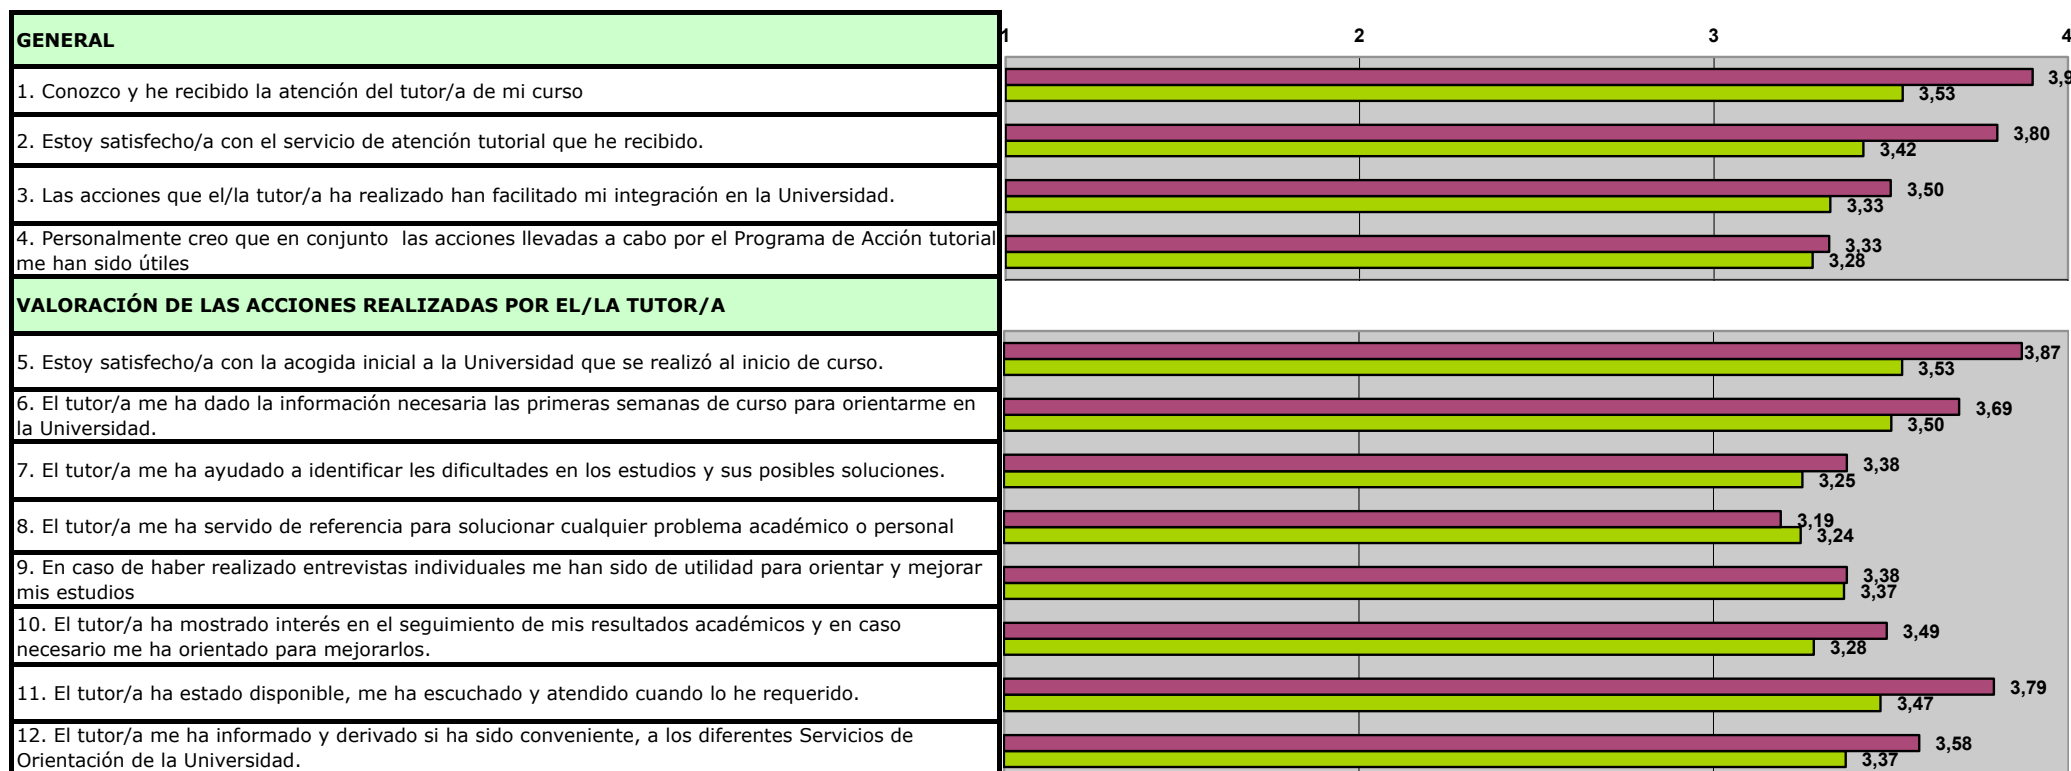 GENERAL
1 2 3 4
1. Conozco y he recibido la atención del tutor/a de mi curso
3,9
3,53
2. Estoy satisfecho/a con el servicio de atención tutorial que he recibido.
3,80
3,42
3. Las acciones que el/la tutor/a ha realizado han facilitado mi integración en la Universidad.
3,50
3,33
4. Personalmente creo que en conjunto las acciones llevadas a cabo por el Programa de Acción tutorial
me han sido útiles
3,33
3,28
VALORACIÓN DE LAS ACCIONES REALIZADAS POR EL/LA TUTOR/A
5. Estoy satisfecho/a con la acogida inicial a la Universidad que se realizó al inicio de curso.
3,87
3,53
6. El tutor/a me ha dado la información necesaria las primeras semanas de curso para orientarme en
la Universidad.
3,69
3,50
7. El tutor/a me ha ayudado a identificar les dificultades en los estudios y sus posibles soluciones.
3,38
3,25
8. El tutor/a me ha servido de referencia para solucionar cualquier problema académico o personal
3,19
3,24
9. En caso de haber realizado entrevistas individuales me han sido de utilidad para orientar y mejorar
mis estudios
3,38
3,37
10. El tutor/a ha mostrado interés en el seguimiento de mis resultados académicos y en caso
necesario me ha orientado para mejorarlos.
3,49
3,28
11. El tutor/a ha estado disponible, me ha escuchado y atendido cuando lo he requerido.
3,79
3,47
12. El tutor/a me ha informado y derivado si ha sido conveniente, a los diferentes Servicios de
Orientación de la Universidad.
3,58
3,37